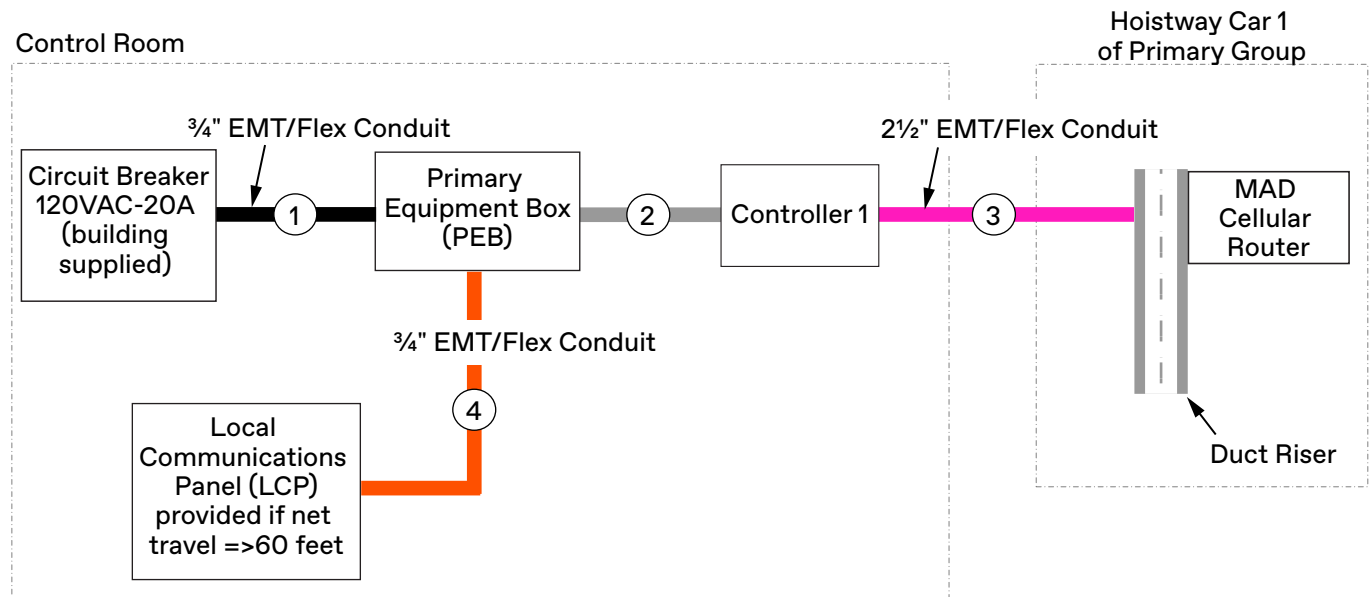 Control Room
Hoistway Car 1
of Primary Group
¾" EMT/Flex Conduit
2½" EMT/Flex Conduit
Circuit Breaker
120VAC-20A
(building
supplied)
1
Primary
Equipment Box
(PEB)
2
Controller 1
3
MAD
Cellular
Router
¾" EMT/Flex Conduit
4
Local
Communications
Panel (LCP)
provided if net
travel =>60 feet
Duct Riser